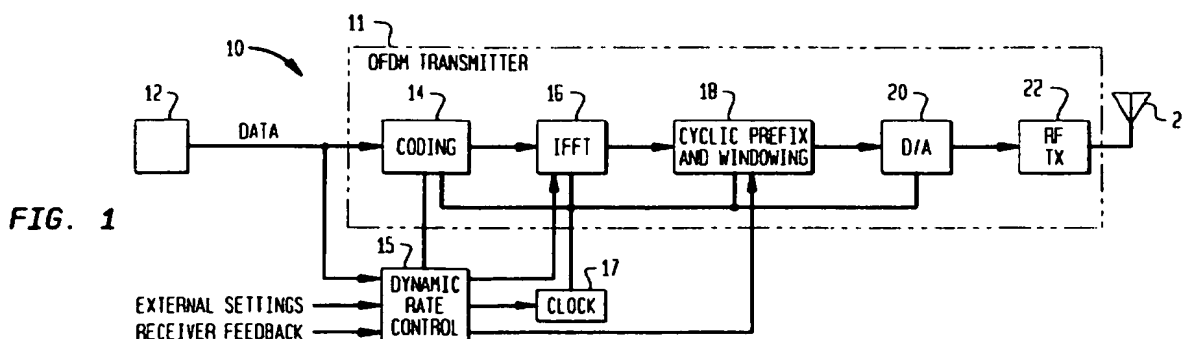 11
OFDM TRANSMITTER
10
12
14
16
18
20
22
2
DATA
CODING
IFFT
CYCLIC PREFIX
AND WINDOWING
D/A
RF
TX
FIG. 1
15
17
DYNAMIC
RATE
CONTROL
CLOCK
EXTERNAL SETTINGS
RECEIVER FEEDBACK